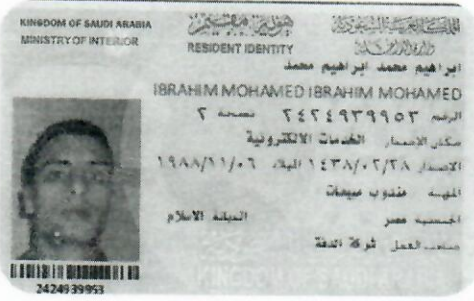 KINGDOM OF SAUDI ARABIA
MINISTRY OF INTERIOR
هوية مقيم
RESIDENT IDENTITY
المملكة العربية السعودية
وزارة الداخلية
ابراهيم محمد ابراهيم محمد
IBRAHIM MOHAMED IBRAHIM MOHAMED
الرقم ٢٤٢٤٩٣٩٩٥٣ نسخة ٢
مكان الإصدار الخدمات الالكترونية
الاصدار ١٤٣٨/٠٢/٢٨ الميلاد ١٩٨٨/١١/٠٦
المهنة مندوب مبيعات
الجنسية مصر الديانة الاسلام
صاحب العمل شركة الدقة
2424939953